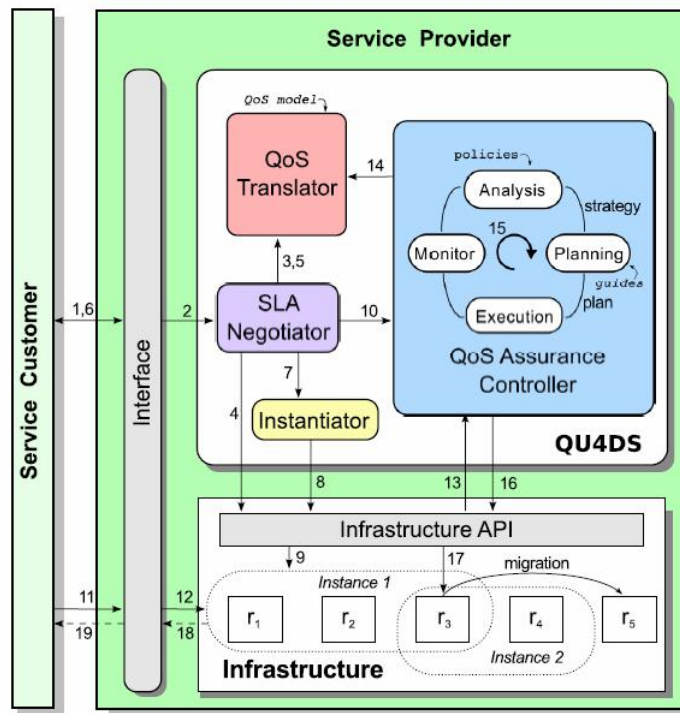 Service Provider
QoS model
QoS
Translator
14
policies
Analysis
strategy
15
Monitor
Planning
guides
plan
Execution
QoS Assurance
Controller
3,5
SLA
Negotiator
10
1,6
2
7
4
Instantiator
Service Customer
Interface
QU4DS
8
13
16
Infrastructure API
9
17
migration
Instance 1
11
12
r1
r2
r3
r4
r5
19
18
Infrastructure
Instance 2